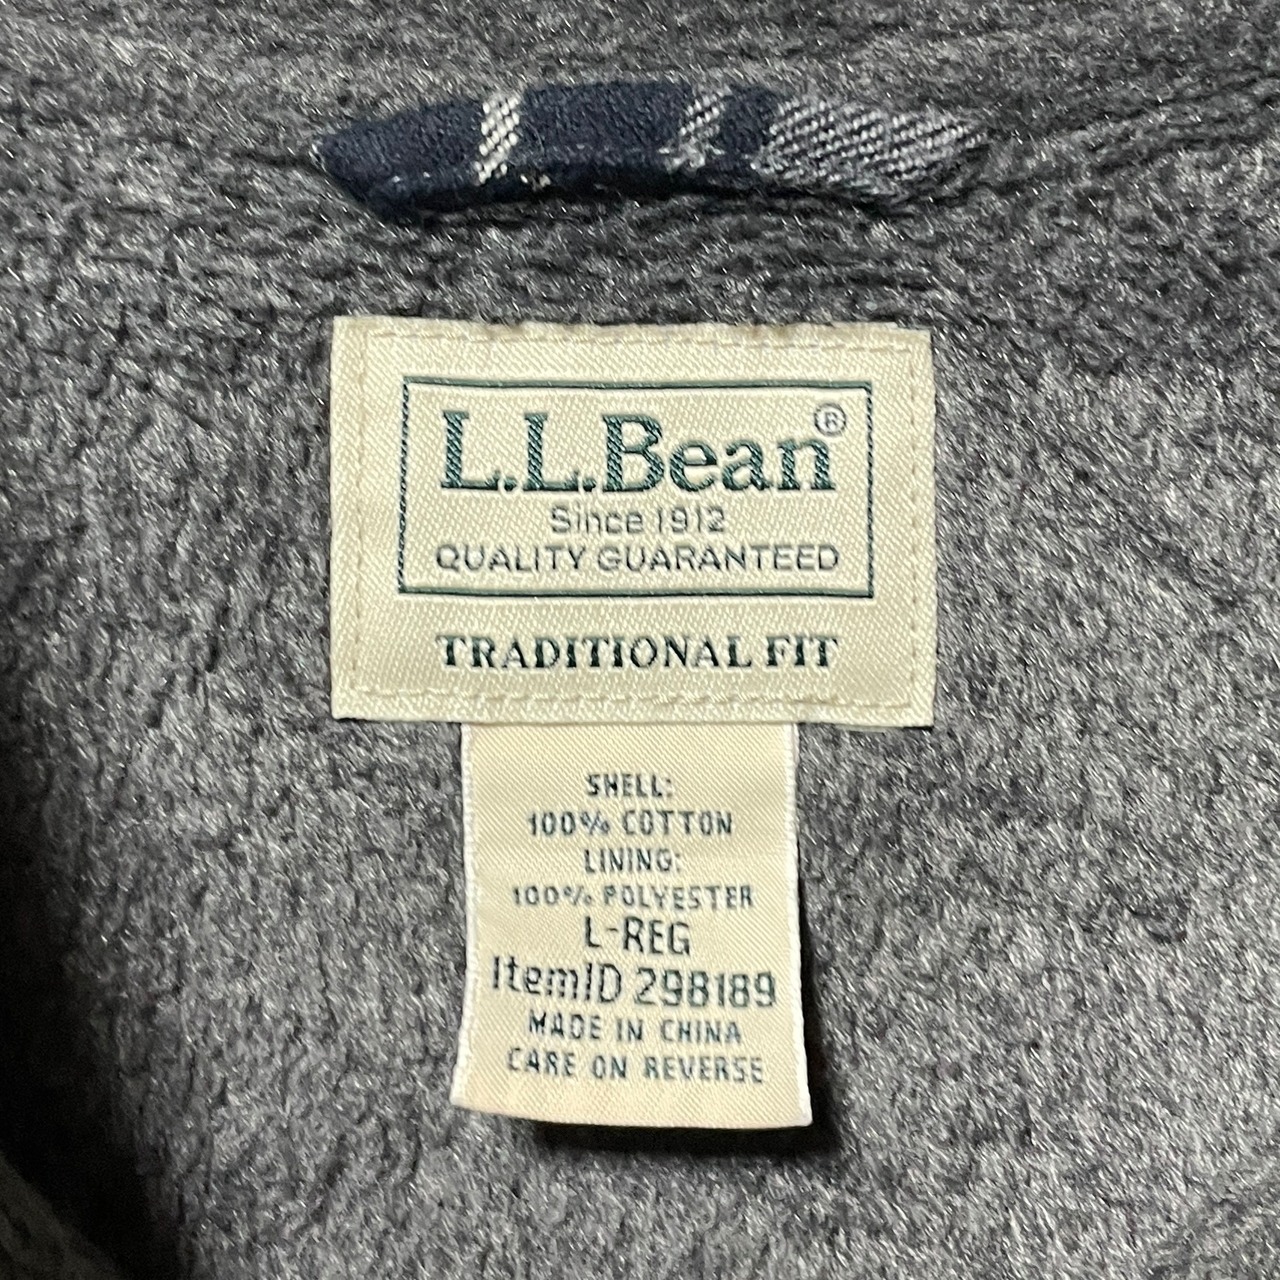 L.L.Bean®
Since 1912
QUALITY GUARANTEED
TRADITIONAL FIT
SHELL:
100% COTTON
LINING:
100% POLYESTER
L-REG
ItemID 298189
MADE IN CHINA
CARE ON REVERSE